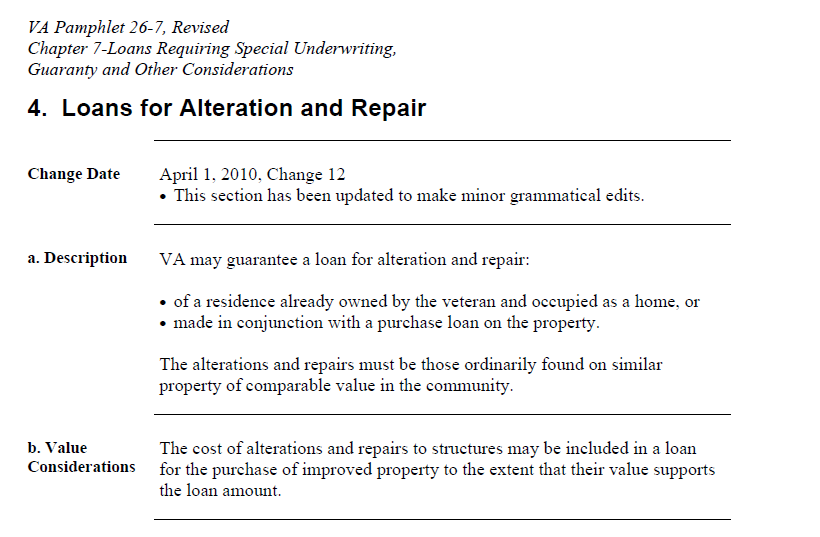 VA Pamphlet 26-7, Revised
Chapter 7-Loans Requiring Special Underwriting,
Guaranty and Other Considerations
4. Loans for Alteration and Repair
Change Date
April 1, 2010, Change 12
• This section has been updated to make minor grammatical edits.
a. Description
VA may guarantee a loan for alteration and repair:
• of a residence already owned by the veteran and occupied as a home, or
• made in conjunction with a purchase loan on the property.
The alterations and repairs must be those ordinarily found on similar
property of comparable value in the community.
b. Value
Considerations
The cost of alterations and repairs to structures may be included in a loan
for the purchase of improved property to the extent that their value supports
the loan amount.